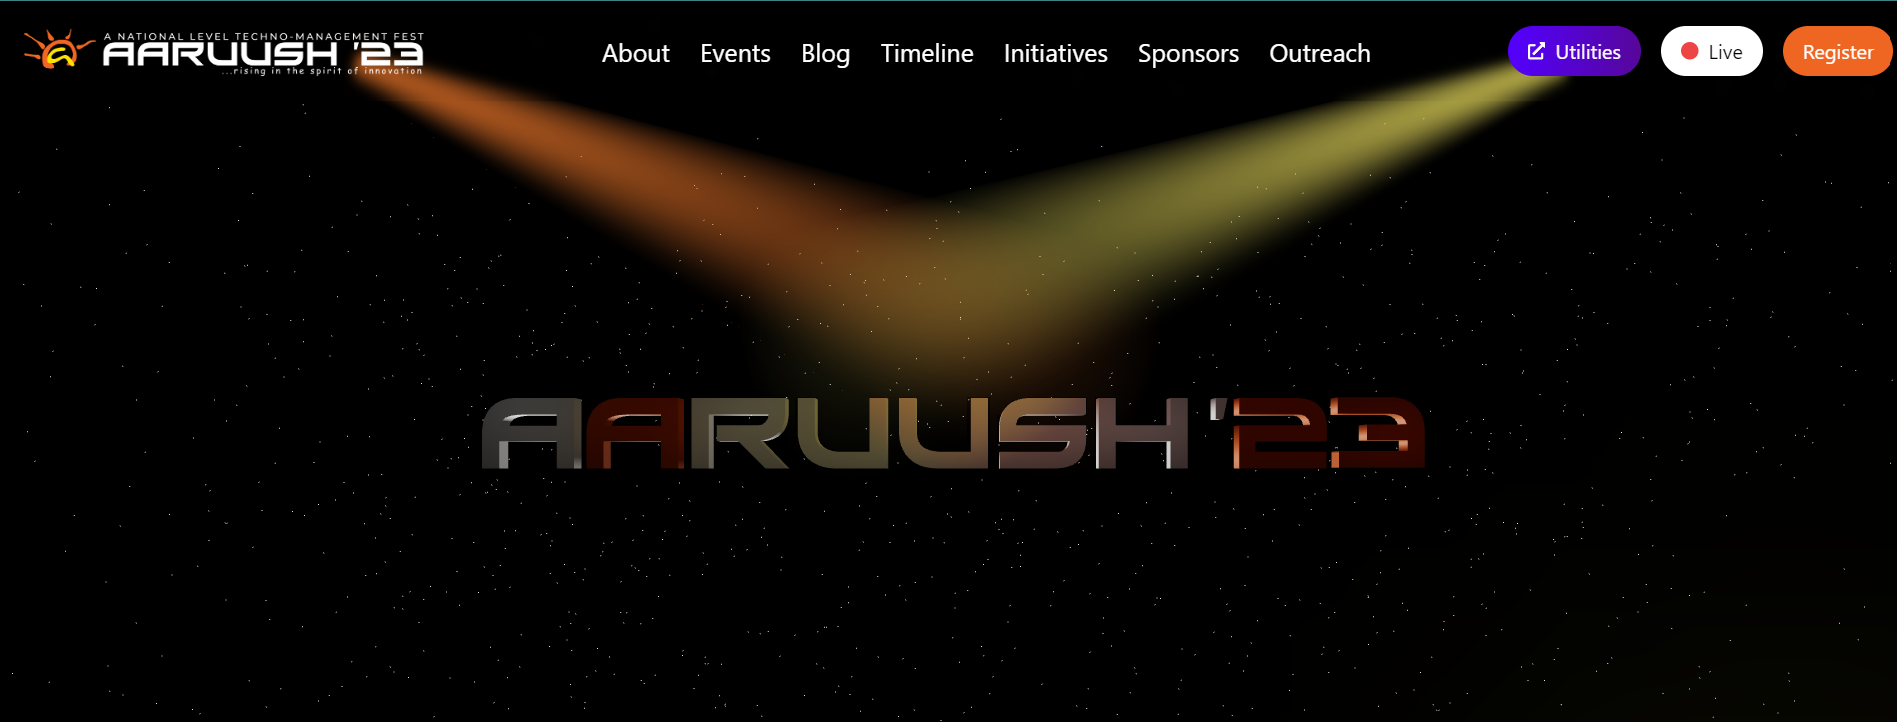 A NATIONAL LEVEL TECHNO-MANAGEMENT FEST
AARUUSH '23
...rising in the spirit of innovation
About Events Blog Timeline Initiatives Sponsors Outreach
Utilities Live Register
AARUUSH '23